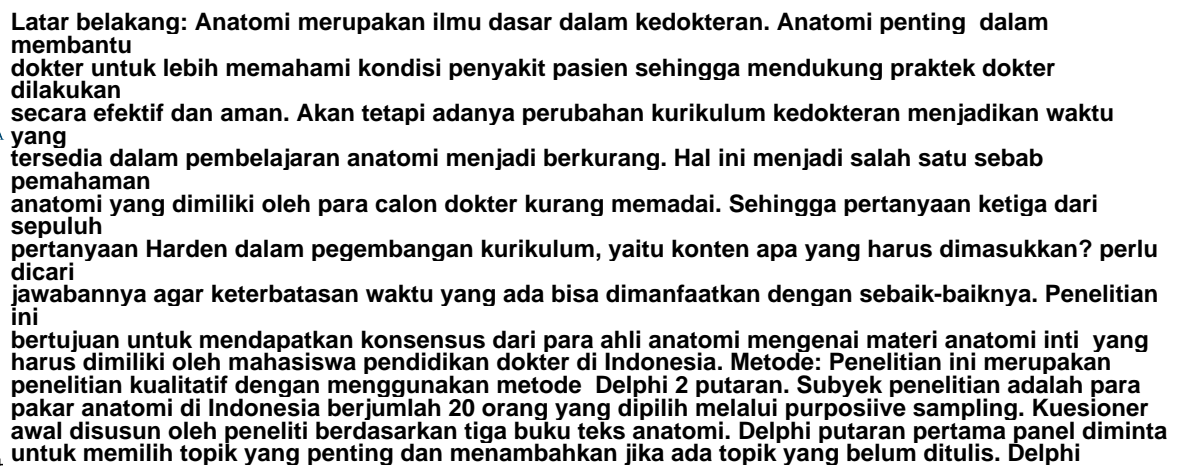 Latar belakang: Anatomi merupakan ilmu dasar dalam kedokteran. Anatomi penting dalam
membantu
dokter untuk lebih memahami kondisi penyakit pasien sehingga mendukung praktek dokter
dilakukan
secara efektif dan aman. Akan tetapi adanya perubahan kurikulum kedokteran menjadikan waktu
yang
tersedia dalam pembelajaran anatomi menjadi berkurang. Hal ini menjadi salah satu sebab
pemahaman
anatomi yang dimiliki oleh para calon dokter kurang memadai. Sehingga pertanyaan ketiga dari
sepuluh
pertanyaan Harden dalam pegembangan kurikulum, yaitu konten apa yang harus dimasukkan? perlu
dicari
jawabannya agar keterbatasan waktu yang ada bisa dimanfaatkan dengan sebaik-baiknya. Penelitian
ini
bertujuan untuk mendapatkan konsensus dari para ahli anatomi mengenai materi anatomi inti yang
harus dimiliki oleh mahasiswa pendidikan dokter di Indonesia. Metode: Penelitian ini merupakan
penelitian kualitatif dengan menggunakan metode Delphi 2 putaran. Subyek penelitian adalah para
pakar anatomi di Indonesia berjumlah 20 orang yang dipilih melalui purposiive sampling. Kuesioner
awal disusun oleh peneliti berdasarkan tiga buku teks anatomi. Delphi putaran pertama panel diminta
untuk memilih topik yang penting dan menambahkan jika ada topik yang belum ditulis. Delphi